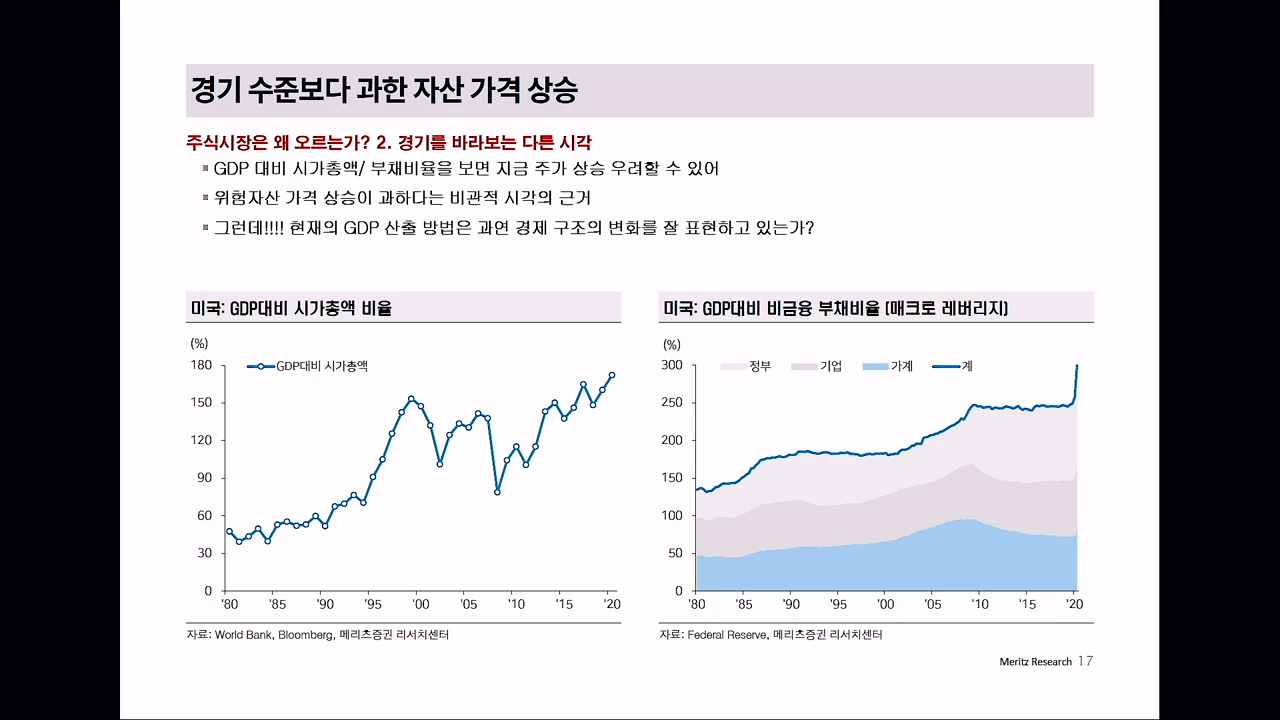 경기 수준보다 과한 자산 가격 상승
주식시장은 왜 오르는가? 2. 경기를 바라보는 다른 시각
▪ GDP 대비 시가총액/ 부채비율을 보면 지금 주가 상승 우려할 수 있어
▪ 위험자산 가격 상승이 과하다는 비관적 시각의 근거
▪ 그런데!!!! 현재의 GDP 산출 방법은 과연 경제 구조의 변화를 잘 표현하고 있는가?
미국: GDP대비 시가총액 비율
(%)
GDP대비 시가총액
180
150
120
90
60
30
0
'80 '85 '90 '95 '00 '05 '10 '15 '20
자료: World Bank, Bloomberg, 메리츠증권 리서치센터
미국: GDP대비 비금융 부채비율 (매크로 레버리지)
(%)
정부 기업 가계 계
300
250
200
150
100
50
0
'80 '85 '90 '95 '00 '05 '10 '15 '20
자료: Federal Reserve, 메리츠증권 리서치센터
Meritz Research 17